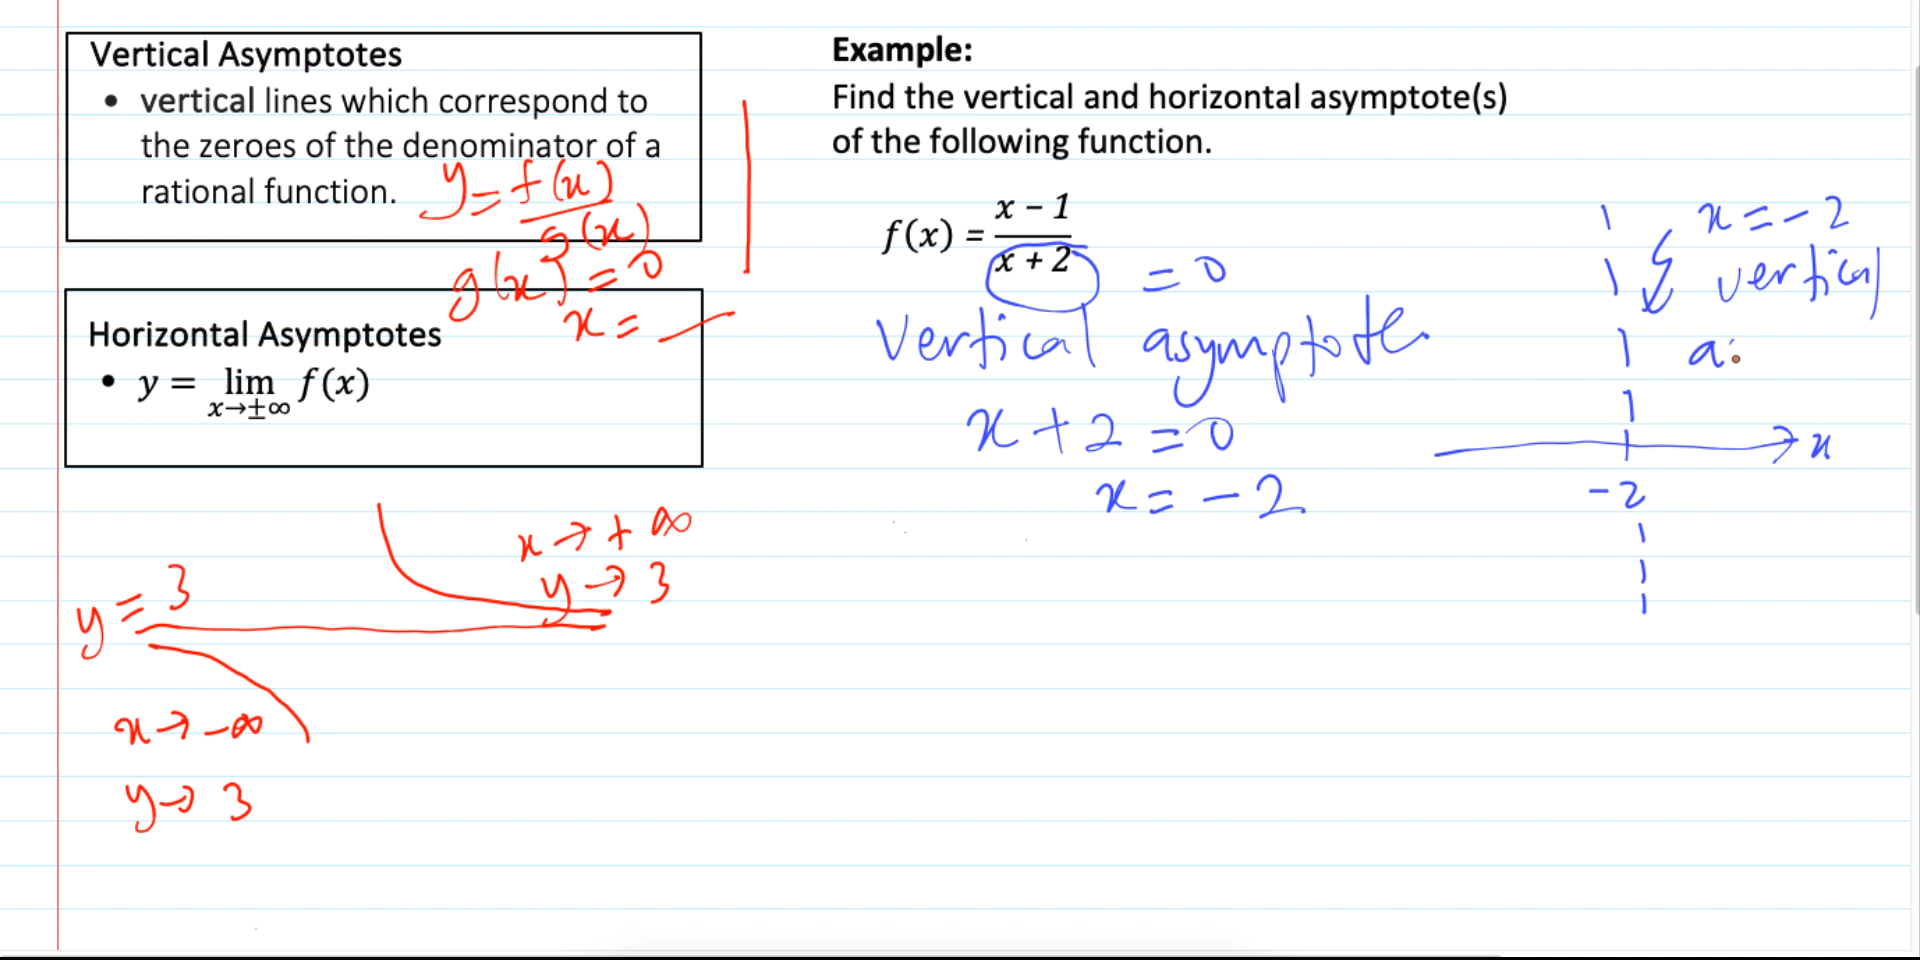 Vertical Asymptotes
• vertical lines which correspond to
the zeroes of the denominator of a
rational function.
y = f(x)
g(x)
g(x) = 0
x =
Horizontal Asymptotes
• y = lim f(x)
x→±∞
x → + ∞
y → 3
y = 3
x → -∞
y → 3
Example:
Find the vertical and horizontal asymptote(s)
of the following function.
f(x) = x − 1
x + 2
= 0
Vertical asymptote
x + 2 = 0
x = - 2
x = - 2
vertical
a
x
- 2